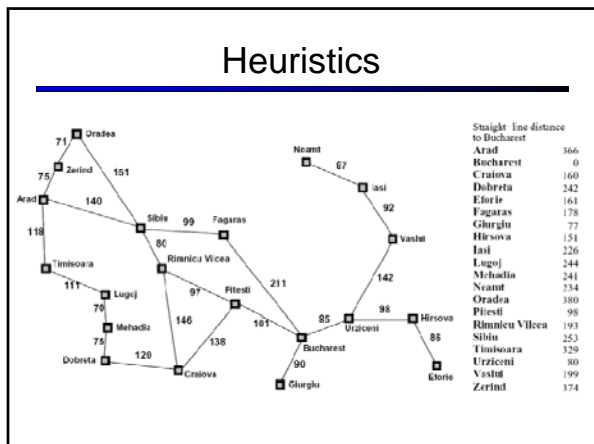 Heuristics
71
Oradea
75
Zerind
151
Arad
140
118
Sibiu
99
Fagaras
80
Timisoara
Rimnicu Vilcea
111
Lugoj
97
Pitesti
211
70
Mehadia
146
101
75
138
Dobreta
120
Craiova
Bucharest
90
Giurgiu
Neamt
87
Iasi
92
Vaslui
142
85
Urziceni
98
Hirsova
86
Eforie
Straight-line distance
to Bucharest
Arad 366
Bucharest 0
Craiova 160
Dobreta 242
Eforie 161
Fagaras 178
Giurgiu 77
Hirsova 151
Iasi 226
Lugoj 244
Mehadia 241
Neamt 234
Oradea 380
Pitesti 98
Rimnicu Vilcea 193
Sibiu 253
Timisoara 329
Urziceni 80
Vaslui 199
Zerind 374